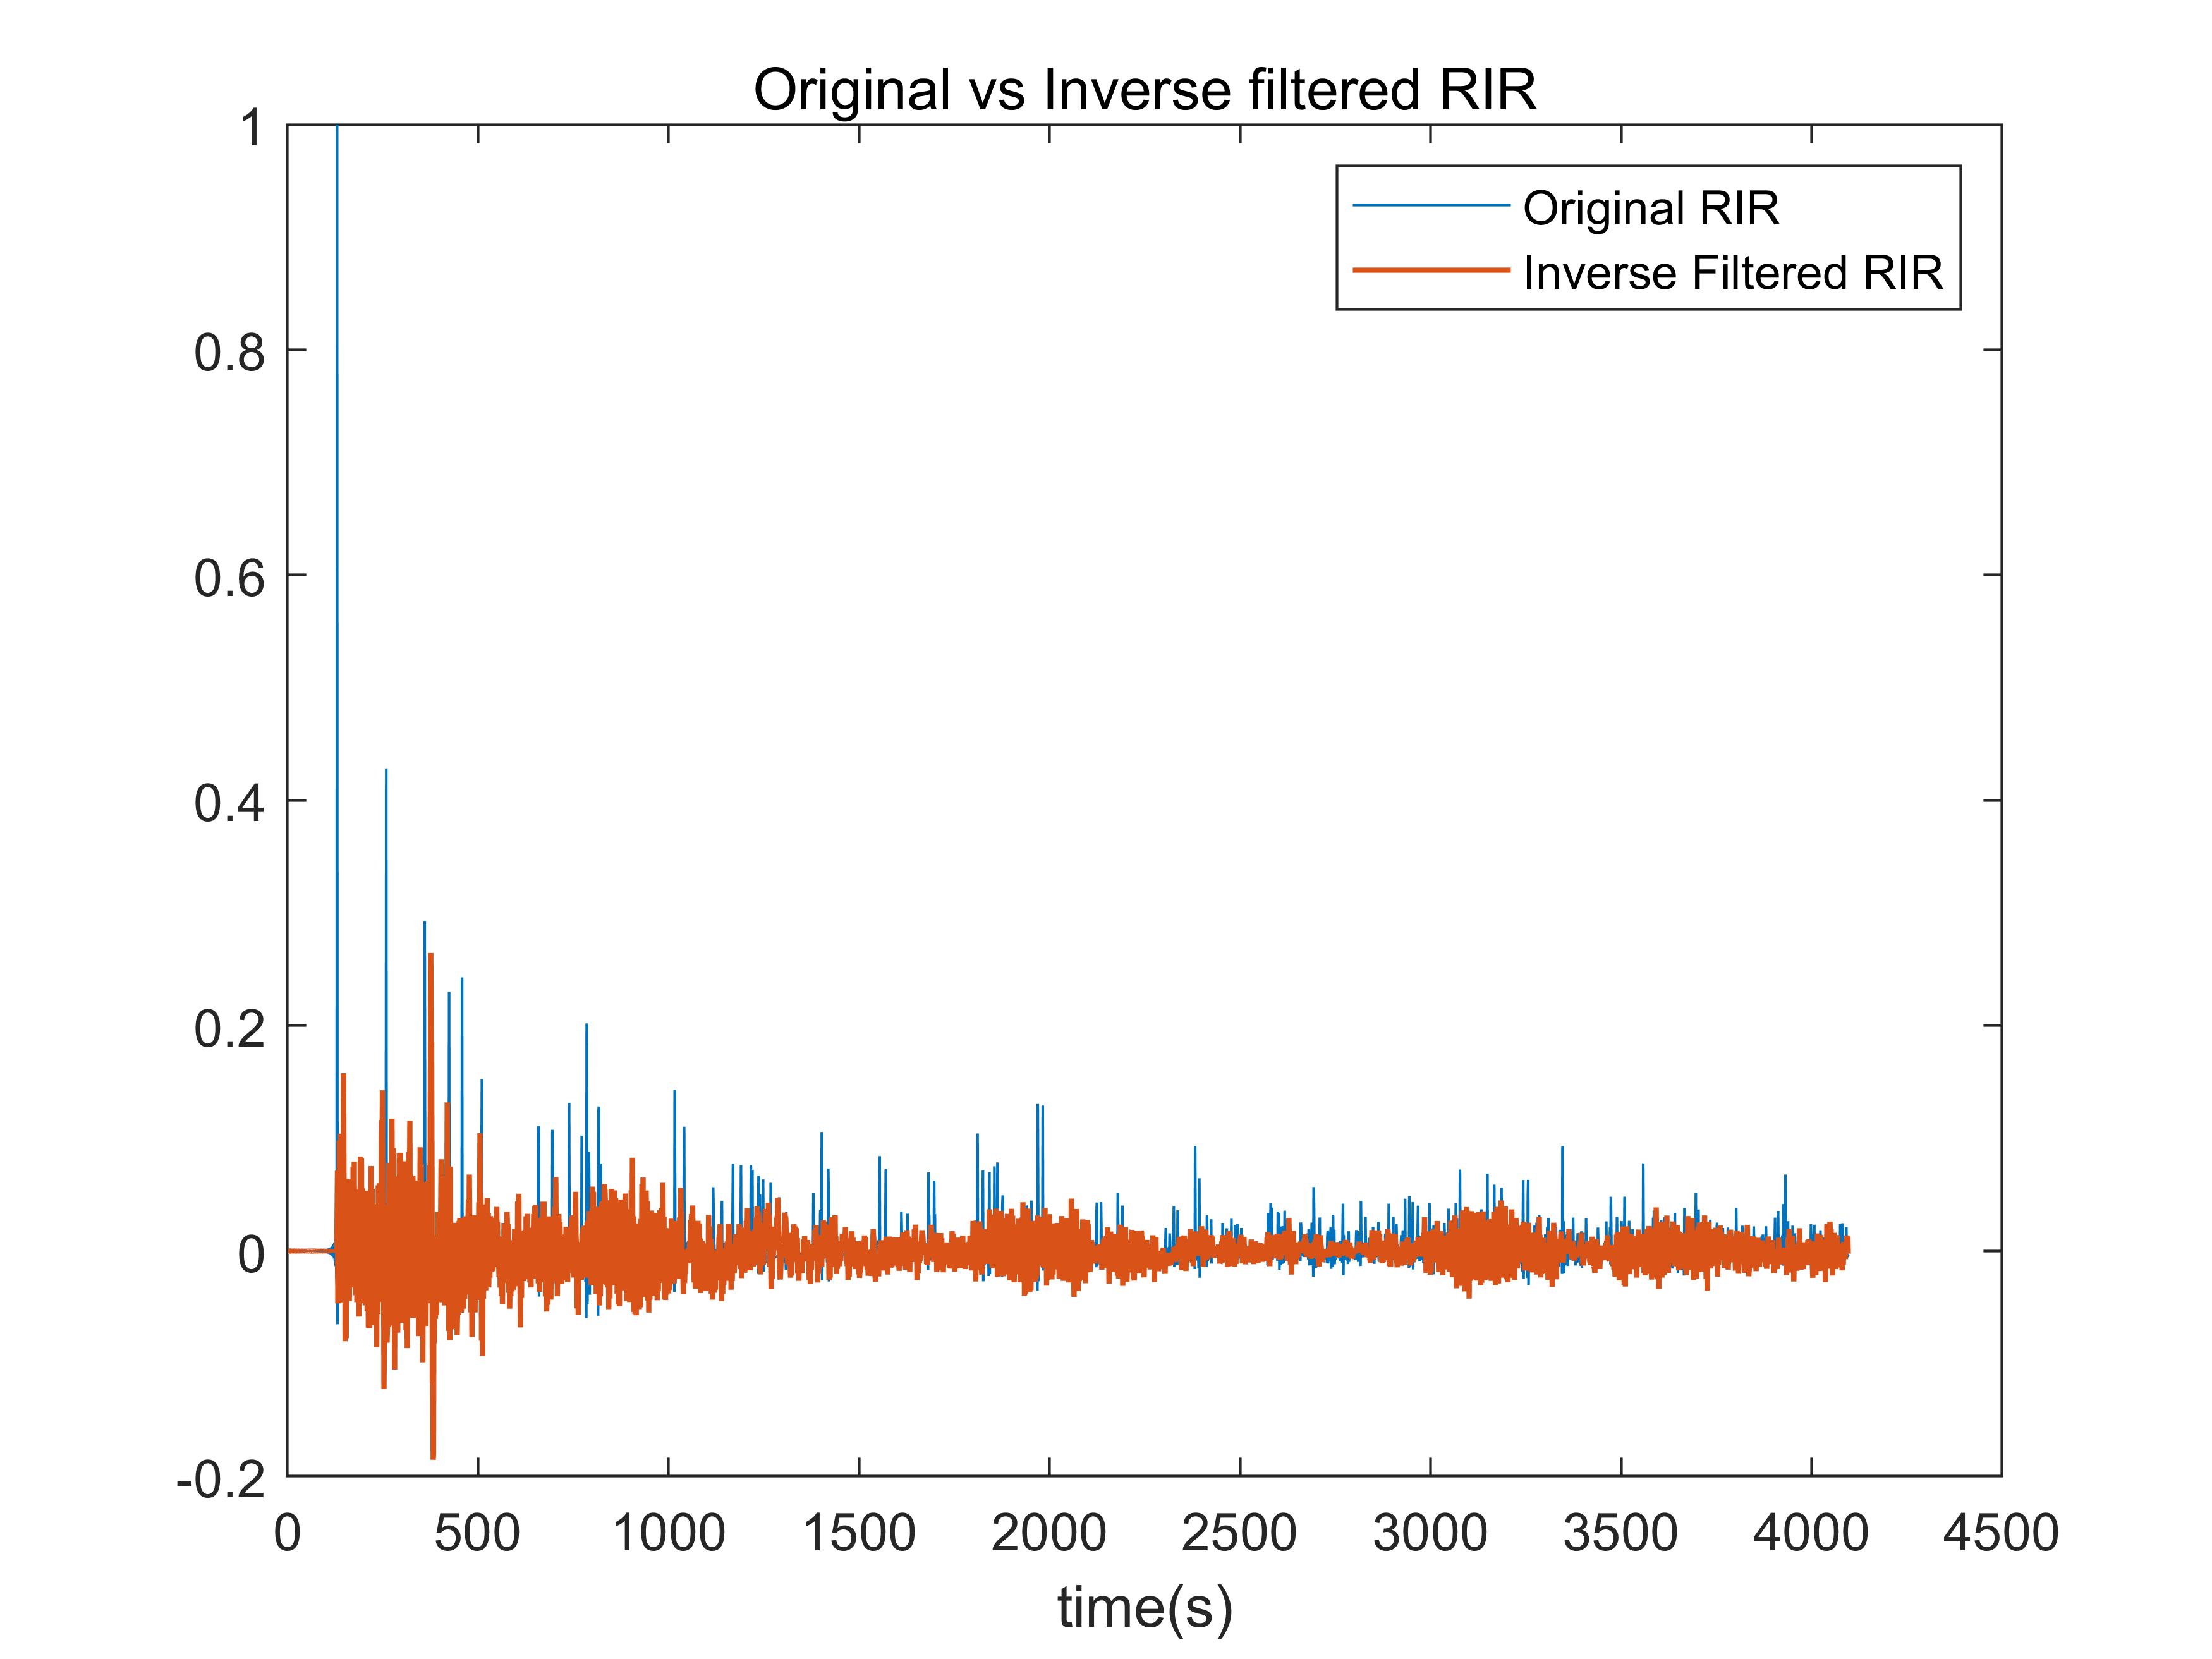 Original vs Inverse filtered RIR
1
Original RIR
Inverse Filtered RIR
0.8
0.6
0.4
0.2
0
-0.2
0 500 1000 1500 2000 2500 3000 3500 4000 4500
time(s)